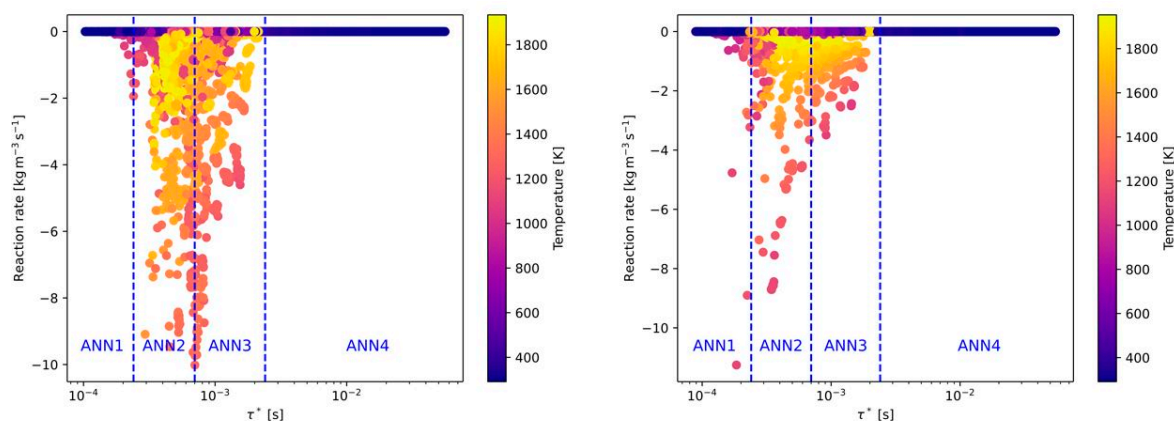 0
−2
−4
−6
−8
−10
Reaction rate [kg m⁻³ s⁻¹]
ANN1 ANN2 ANN3 ANN4
10⁻⁴ 10⁻³ 10⁻²
τ* [s]
1800
1600
1400
1200
1000
800
600
400
Temperature [K]
0
−2
−4
−6
−8
−10
Reaction rate [kg m⁻³ s⁻¹]
ANN1 ANN2 ANN3 ANN4
10⁻⁴ 10⁻³ 10⁻²
τ* [s]
1800
1600
1400
1200
1000
800
600
400
Temperature [K]